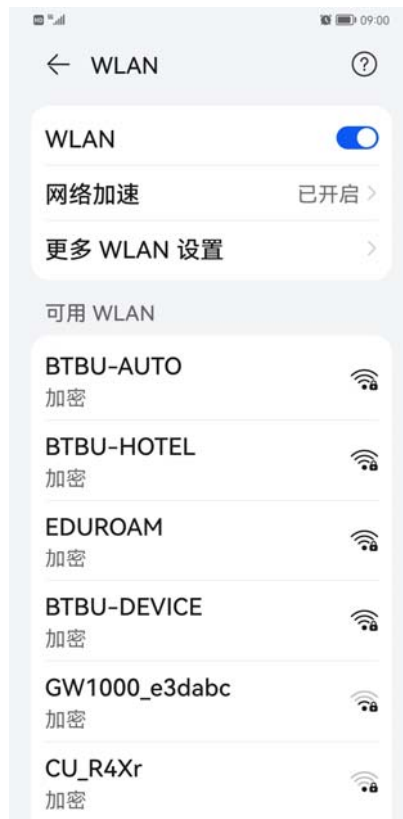 09:00
WLAN
WLAN
网络加速 已开启
更多 WLAN 设置
可用 WLAN
BTBU-AUTO
加密
BTBU-HOTEL
加密
EDUROAM
加密
BTBU-DEVICE
加密
GW1000_e3dabc
加密
CU_R4Xr
加密